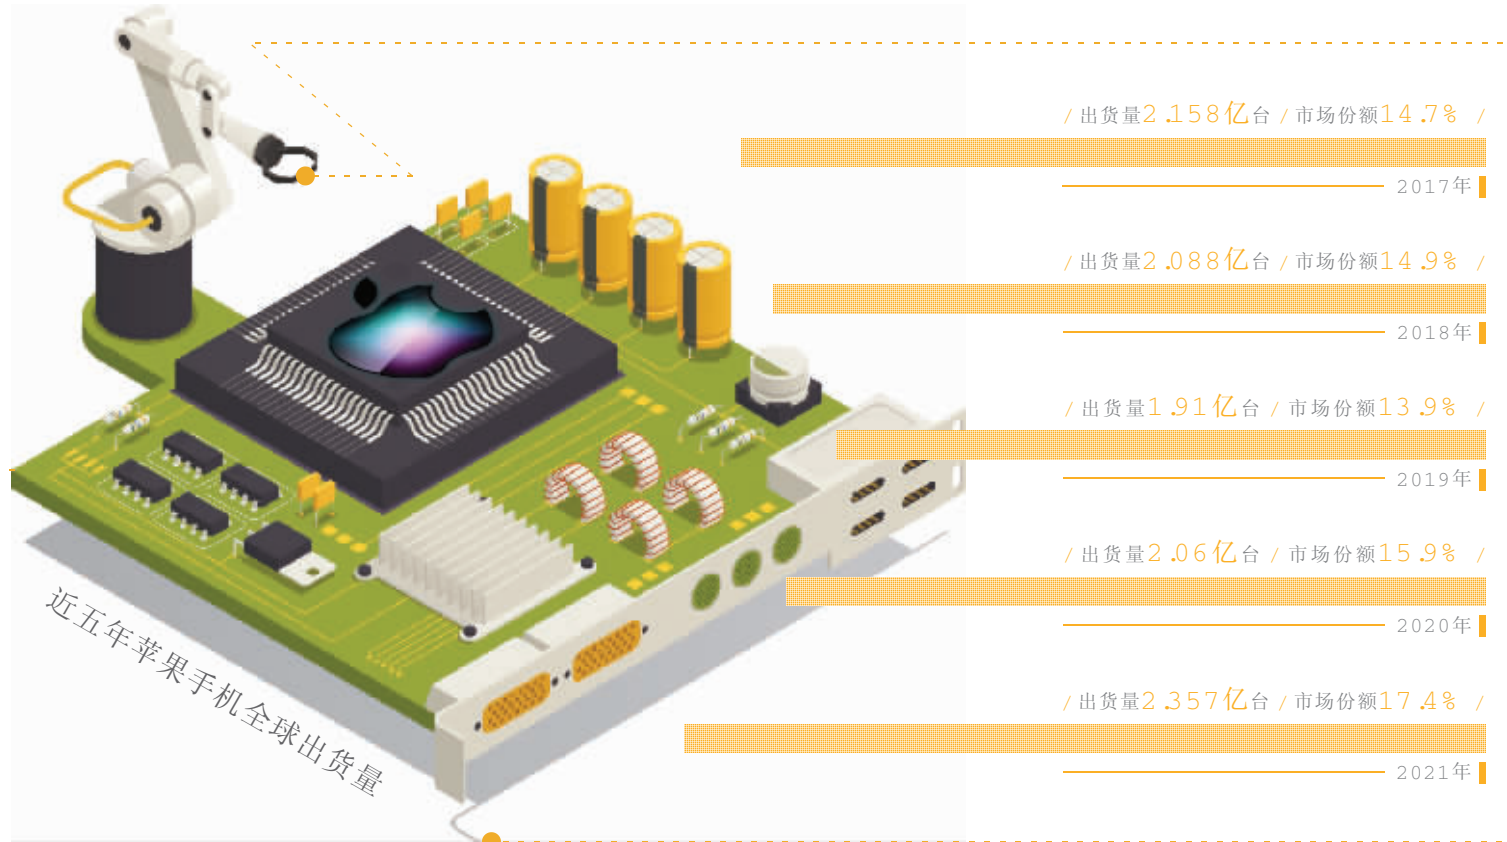 / 出货量2.158亿台 / 市场份额14.7% /
2017年
/ 出货量2.088亿台 / 市场份额14.9% /
2018年
/ 出货量1.91亿台 / 市场份额13.9% /
2019年
/ 出货量2.06亿台 / 市场份额15.9% /
2020年
/ 出货量2.357亿台 / 市场份额17.4% /
2021年
近五年苹果手机全球出货量